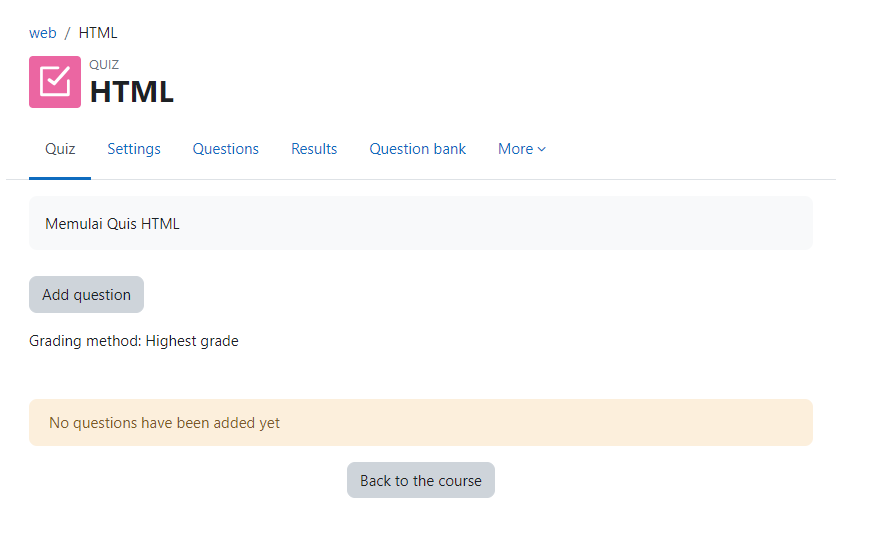 web / HTML
QUIZ
HTML
Quiz Settings Questions Results Question bank More
Memulai Quis HTML
Add question
Grading method: Highest grade
No questions have been added yet
Back to the course